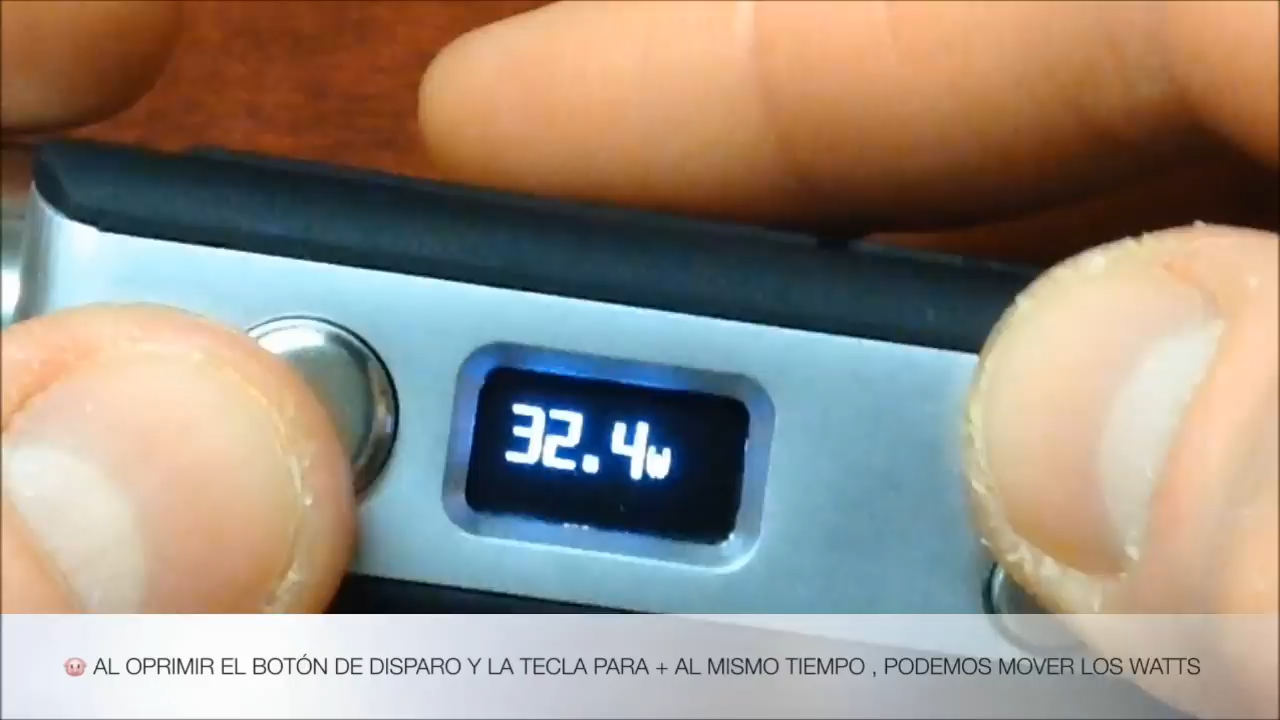 32.4w
AL OPRIMIR EL BOTÓN DE DISPARO Y LA TECLA PARA + AL MISMO TIEMPO , PODEMOS MOVER LOS WATTS